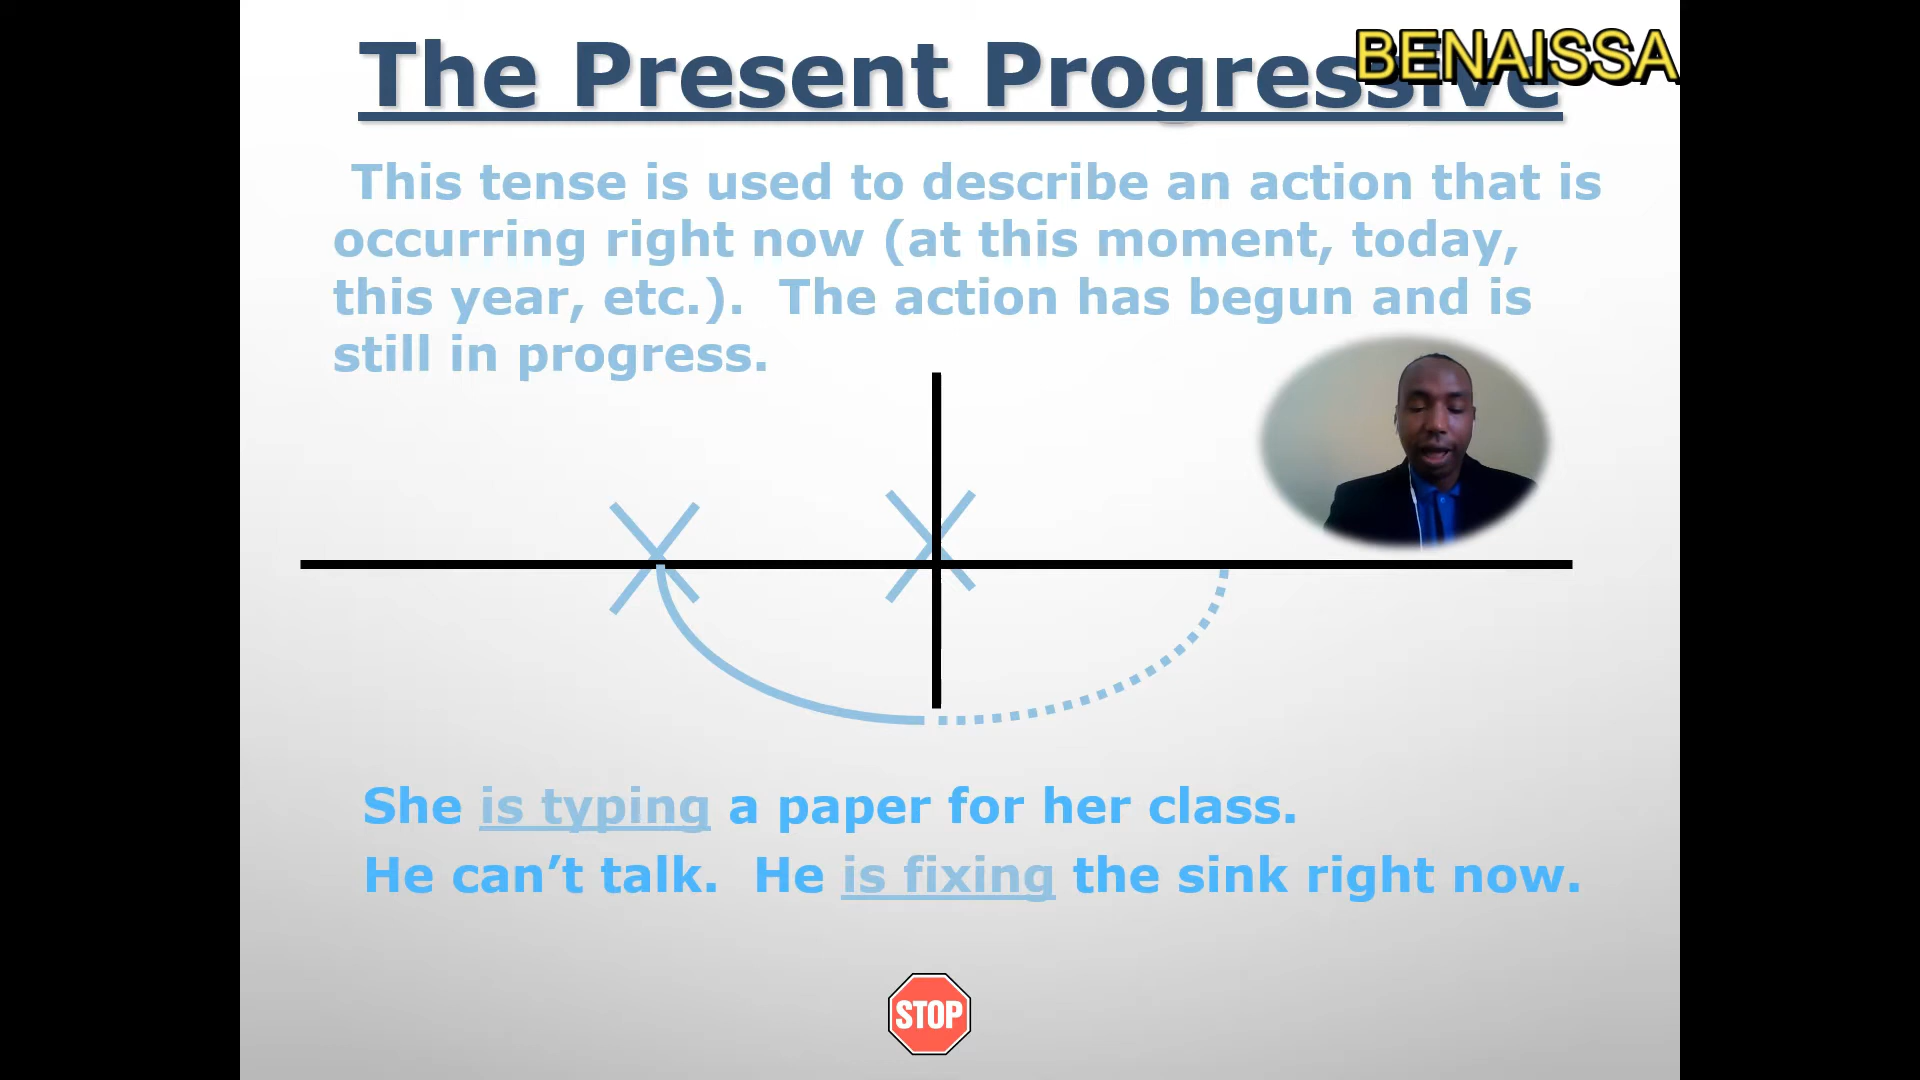 The Present Progressive
BENAISSA
This tense is used to describe an action that is
occurring right now (at this moment, today,
this year, etc.).  The action has begun and is
still in progress.
She is typing a paper for her class.
He can’t talk.  He is fixing the sink right now.
STOP